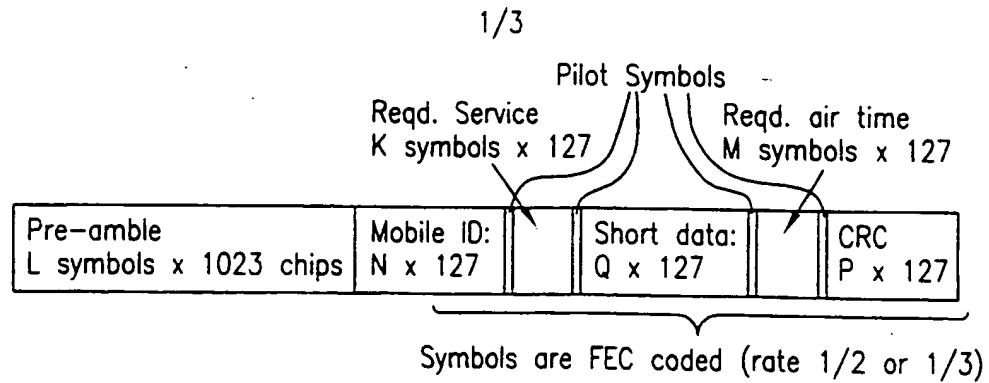 1/3
Pilot Symbols
Reqd. Service
K symbols x 127
Reqd. air time
M symbols x 127
Pre-amble
L symbols x 1023 chips
Mobile ID:
N x 127
Short data:
Q x 127
CRC
P x 127
Symbols are FEC coded (rate 1/2 or 1/3)